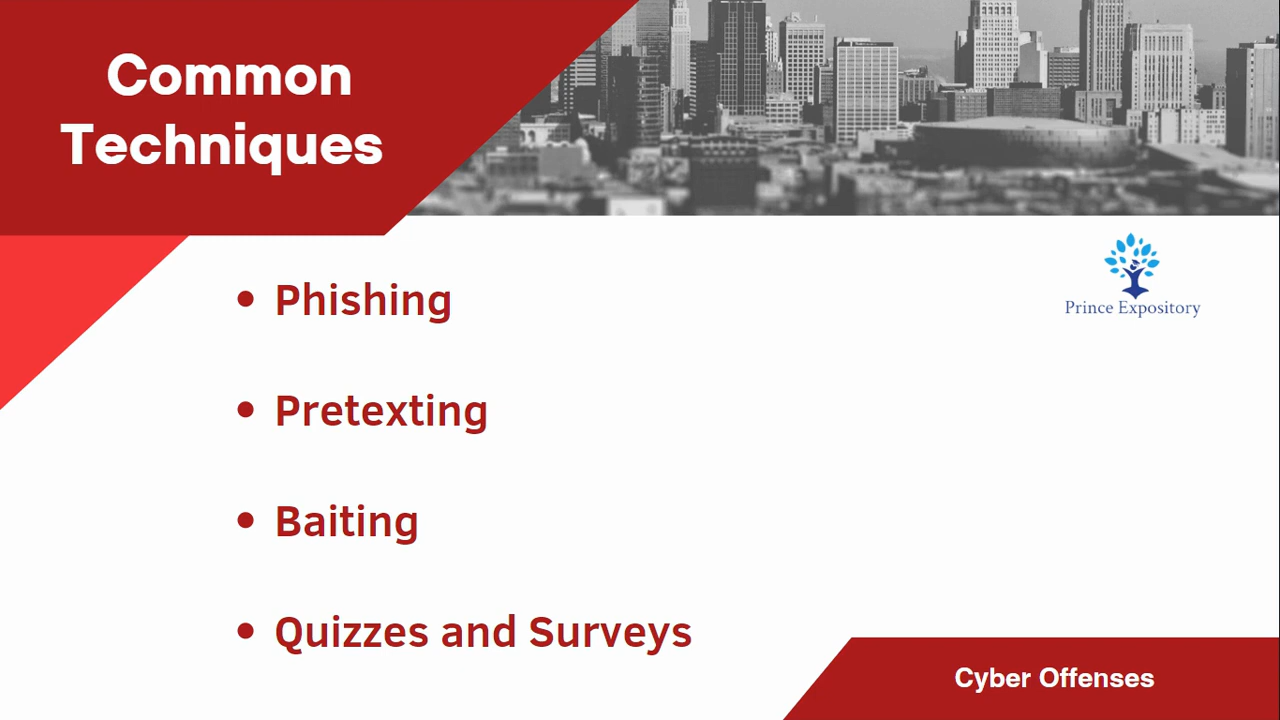 Common
Techniques
Prince Expository
• Phishing
• Pretexting
• Baiting
• Quizzes and Surveys
Cyber Offenses